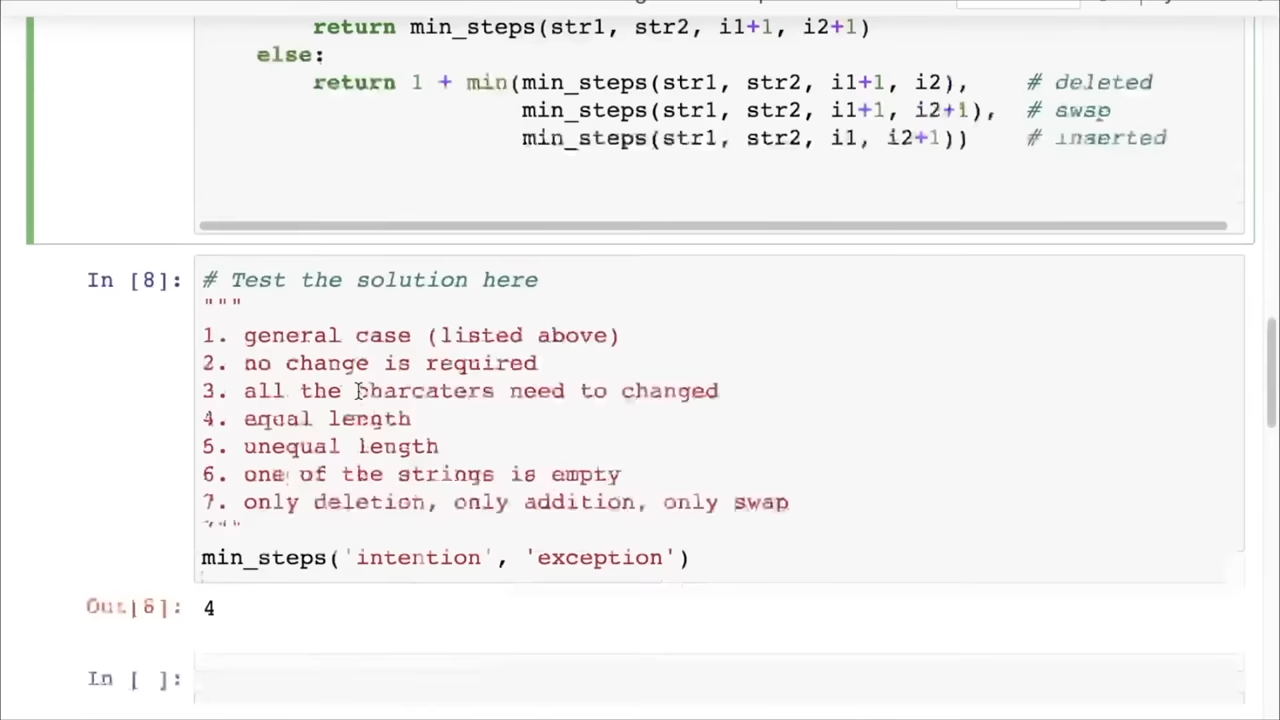 return min_steps(str1, str2, i1+1, i2+1)
else:
return 1 + min(min_steps(str1, str2, i1+1, i2), # deleted
min_steps(str1, str2, i1+1, i2+1), # swap
min_steps(str1, str2, i1, i2+1)) # inserted
In [8]: # Test the solution here
"""
1. general case (listed above)
2. no change is required
3. all the charcaters need to changed
4. equal length
5. unequal length
6. one of the strings is empty
7. only deletion, only addition, only swap
"""
min_steps('intention', 'exception')
Out[8]: 4
In [ ]: